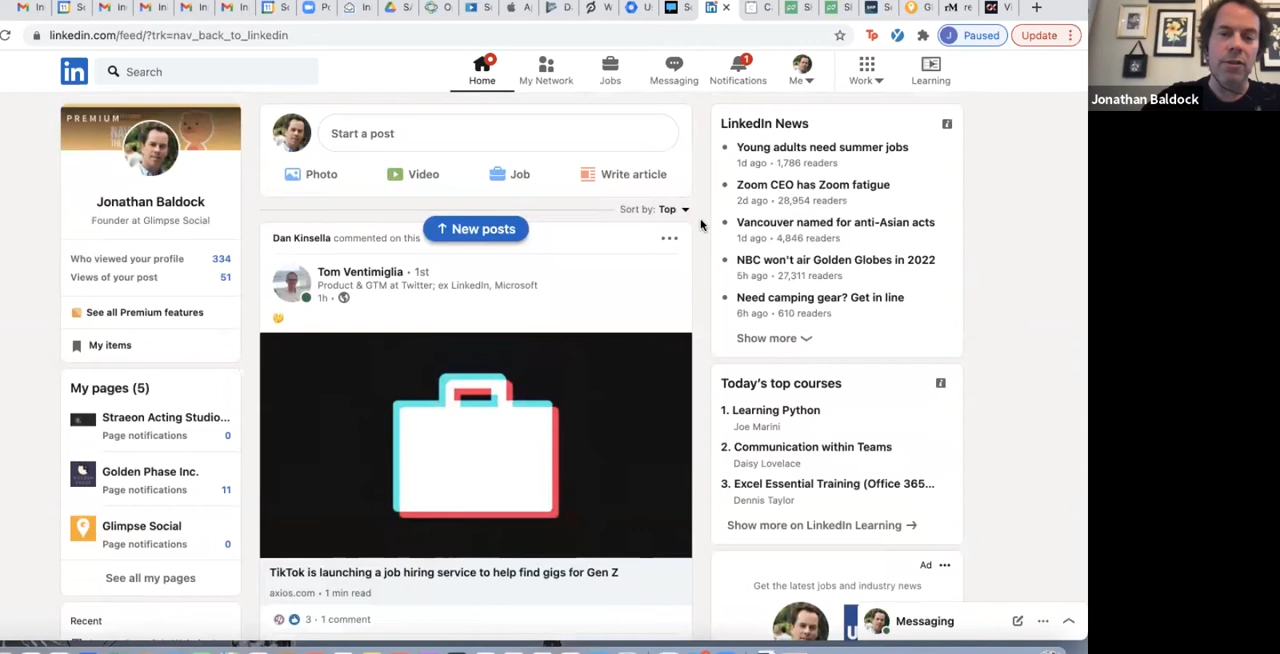 linkedin.com/feed/?trk=nav_back_to_linkedin
J Paused
Update
in
Search
Home
My Network
Jobs
Messaging
1
Notifications
Me
Work
Learning
PREMIUM
Jonathan Baldock
Founder at Glimpse Social
Who viewed your profile 334
Views of your post 51
See all Premium features
My items
My pages (5)
Straeon Acting Studio...
Page notifications 0
Golden Phase Inc.
Page notifications 11
Glimpse Social
Page notifications 0
See all my pages
Recent
Start a post
Photo
Video
Job
Write article
Sort by: Top
↑ New posts
Dan Kinsella commented on this
Tom Ventimiglia • 1st
Product & GTM at Twitter; ex LinkedIn, Microsoft
1h •
TikTok is launching a job hiring service to help find gigs for Gen Z
axios.com • 1 min read
3 · 1 comment
LinkedIn News
Young adults need summer jobs
1d ago • 1,786 readers
Zoom CEO has Zoom fatigue
2d ago • 28,954 readers
Vancouver named for anti-Asian acts
1d ago • 4,846 readers
NBC won't air Golden Globes in 2022
5h ago • 27,311 readers
Need camping gear? Get in line
6h ago • 610 readers
Show more
Today's top courses
1. Learning Python
Joe Marini
2. Communication within Teams
Daisy Lovelace
3. Excel Essential Training (Office 365...
Dennis Taylor
Show more on LinkedIn Learning →
Ad
Get the latest jobs and industry news
Messaging
Jonathan Baldock